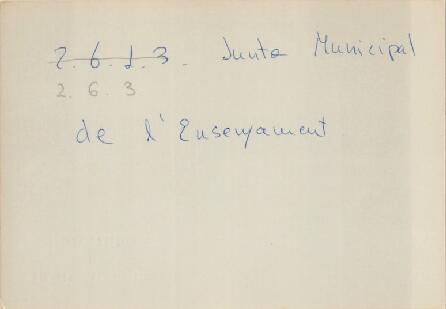 2.6.1.3. Junta Municipal
2.6.3
de l'Ensenyament